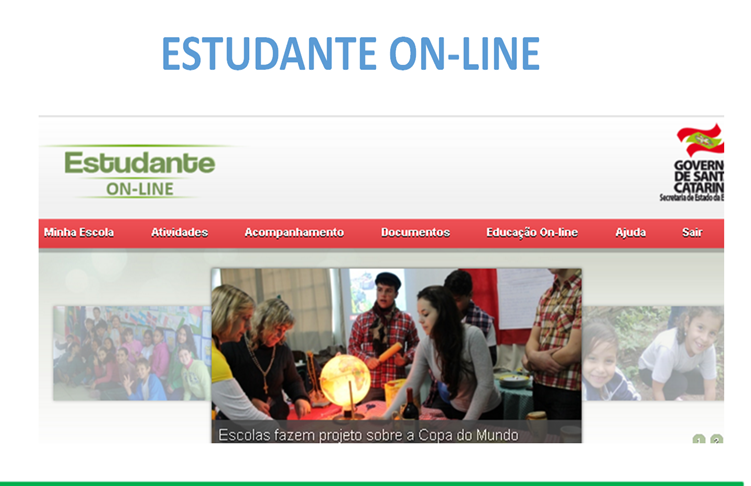 ESTUDANTE ON-LINE
Estudante
ON-LINE
GOVERN
DE SANT
CATARIN
Secretaria de Estado da E
Minha Escola Atividades Acompanhamento Documentos Educação On-line Ajuda Sair
Escolas fazem projeto sobre a Copa do Mundo
1 2